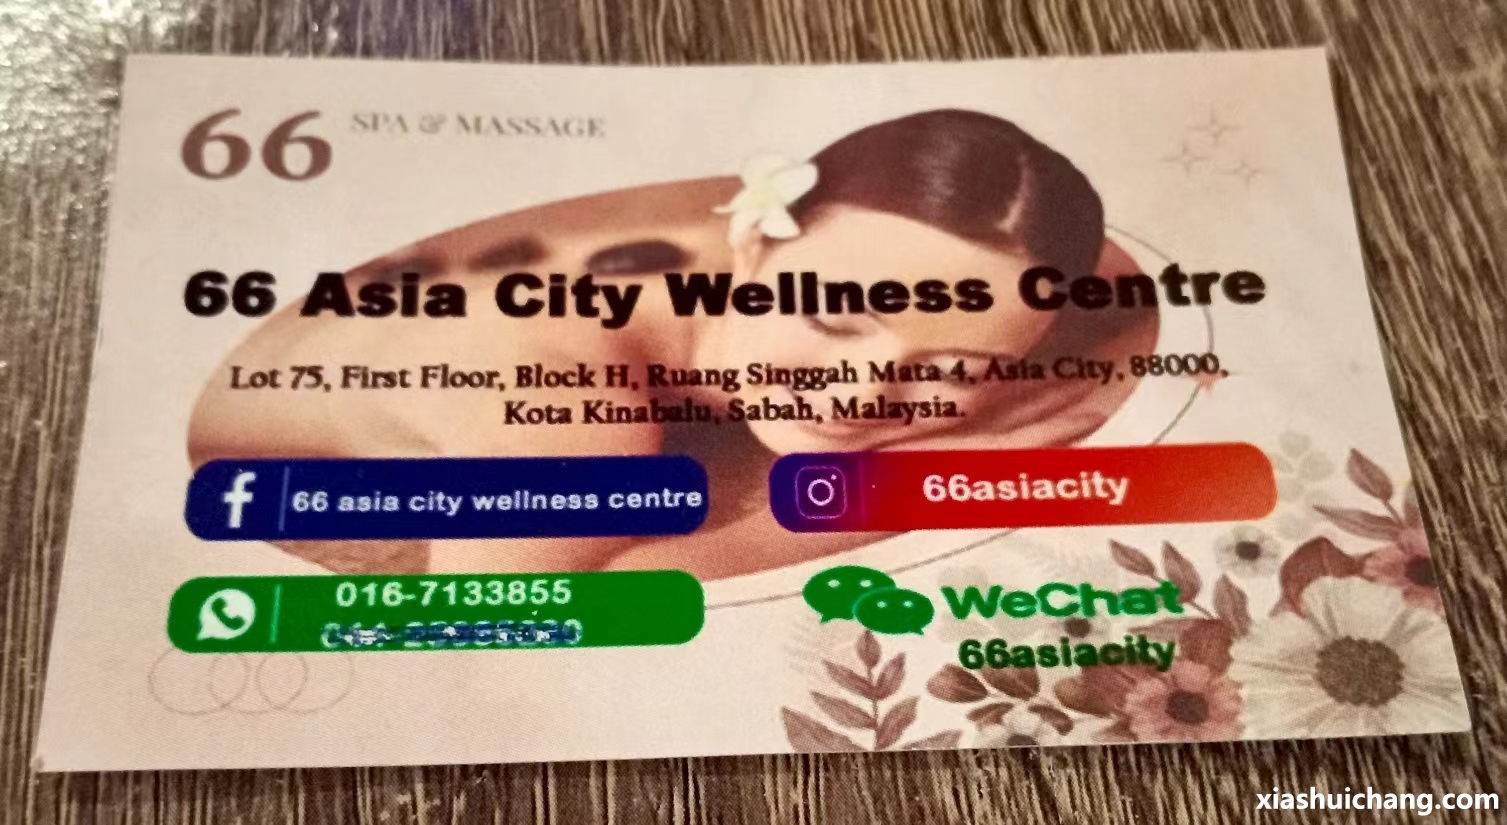 66 SPA & MASSAGE
66 Asia City Wellness Centre
Lot 75, First Floor, Block H, Ruang Singgah Mata 4, Asia City, 88000,
Kota Kinabalu, Sabah, Malaysia.
66 asia city wellness centre
66asiacity
016-7133855
WeChat
66asiacity
xiashuichang.com